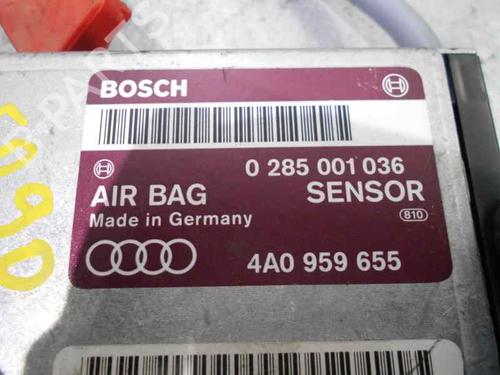 BOSCH
0 285 001 036
AIR BAG SENSOR
Made in Germany
810
4A0 959 655